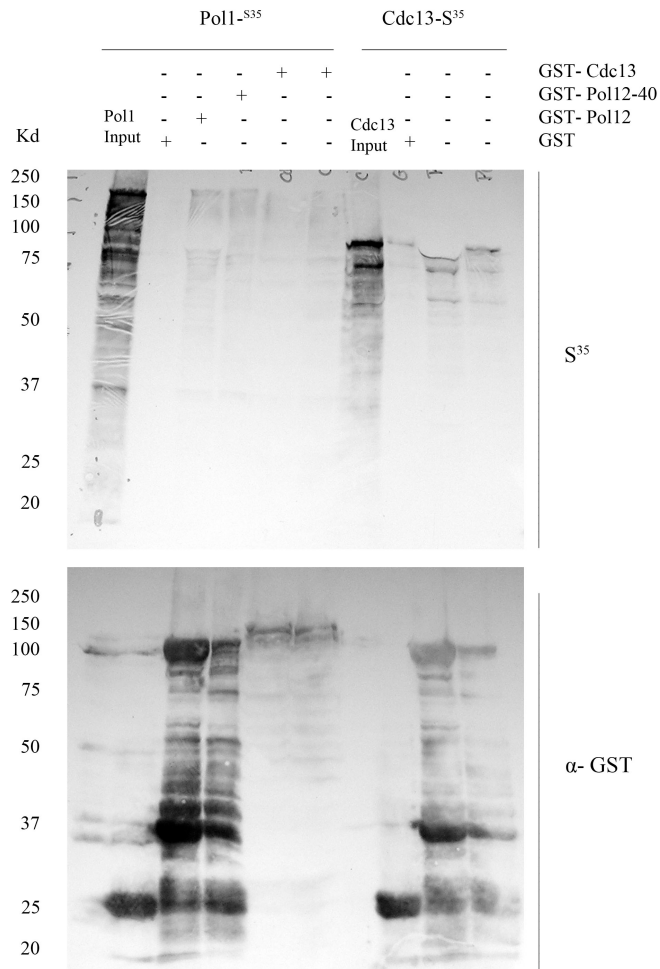 Pol1-S35 Cdc13-S35
- - - + + - - - GST- Cdc13
- - + - - - - - GST- Pol12-40
Pol1 Input - + - - - Cdc13 Input - - - GST- Pol12
Kd + - - - - + - - GST
250
150
100
75
50
37
25
20
S35
250
150
100
75
50
37
25
20
α- GST